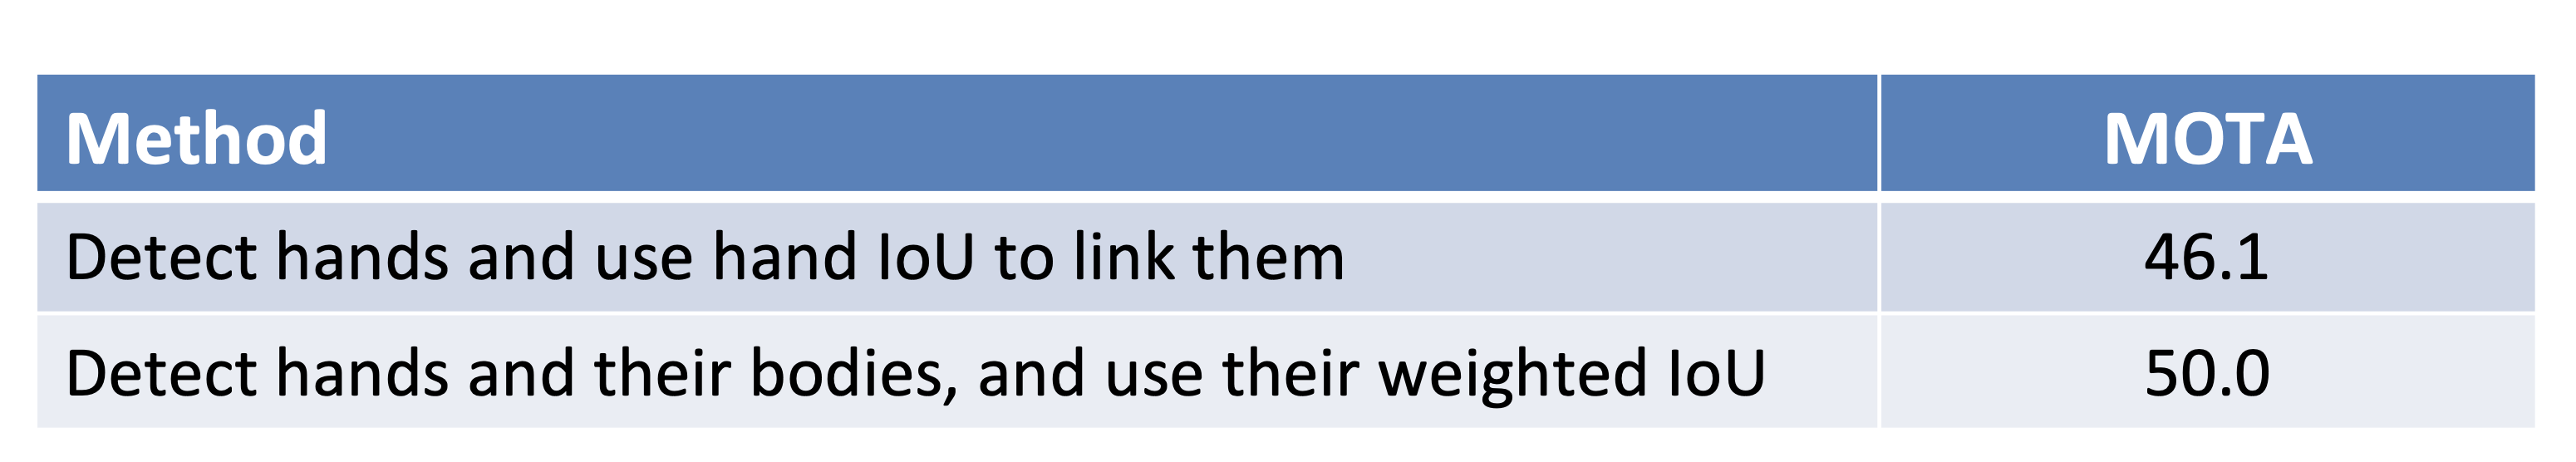 Method MOTA
Detect hands and use hand IoU to link them 46.1
Detect hands and their bodies, and use their weighted IoU 50.0